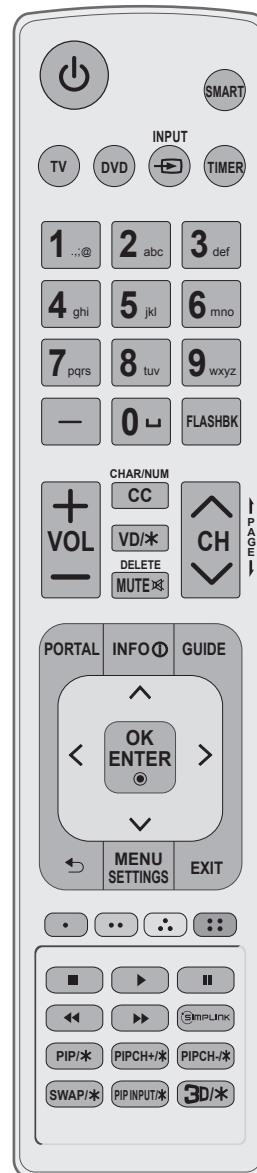 SMART
INPUT
TV DVD TIMER
1 .,;@ 2 abc 3 def
4 ghi 5 jkl 6 mno
7 pqrs 8 tuv 9 wxyz
— 0 FLASHBK
CHAR/NUM
CC
+ VOL —
VD/*
CH
PAGE
DELETE
MUTE
PORTAL INFO GUIDE
OK
ENTER
MENU
SETTINGS
EXIT
SIMPLINK
PIP/* PIPCH+/* PIPCH-/*
SWAP/* PIP INPUT/* 3D/*